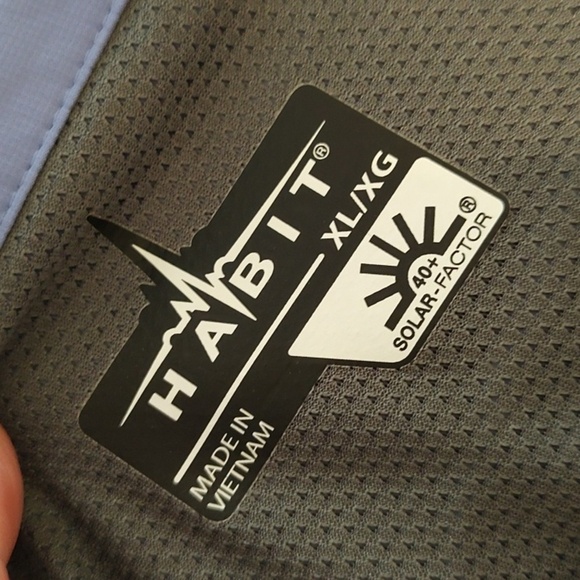 HABIT®
XL/XG
MADE IN
VIETNAM
40+
SOLAR-FACTOR®